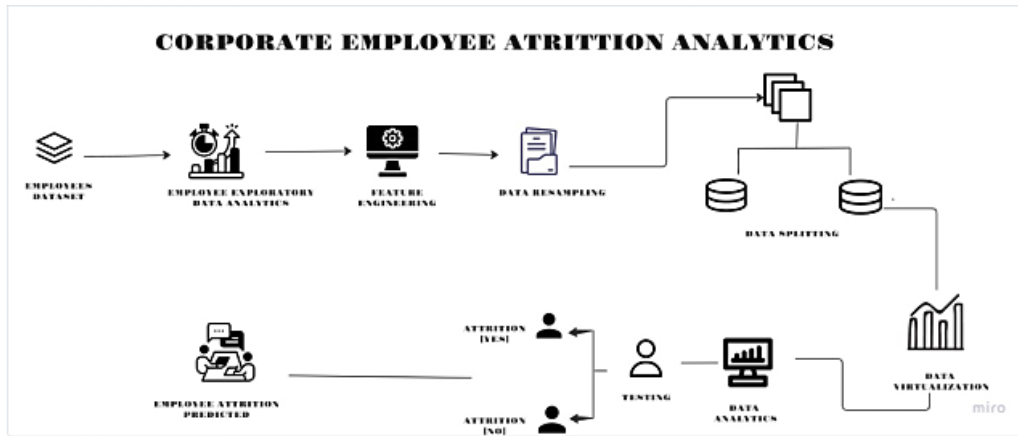 CORPORATE EMPLOYEE ATRITTION ANALYTICS
EMPLOYEES
DATASET
EMPLOYEE EXPLORATORY
DATA ANALYTICS
FEATURE
ENGINEERING
DATA RESAMPLING
DATA SPLITTING
DATA
VIRTUALIZATION
DATA
ANALYTICS
TESTING
ATTRITION
[YES]
ATTRITION
[NO]
EMPLOYEE ATTRITION
PREDICTED
miro